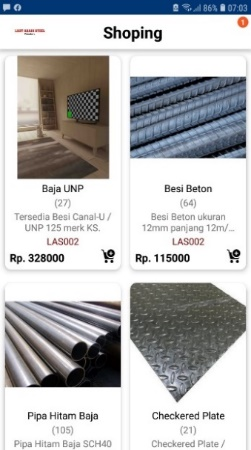 86% 07:03
1
Shoping
Baja UNP
(27)
Tersedia Besi Canal-U /
UNP 125 merk KS.
LAS002
Rp. 328000
Besi Beton
(64)
Besi Beton ukuran
12mm panjang 12m/...
LAS002
Rp. 115000
Pipa Hitam Baja
(105)
Pipa Hitam Baja SCH40
Checkered Plate
(21)
Checkered Plate /